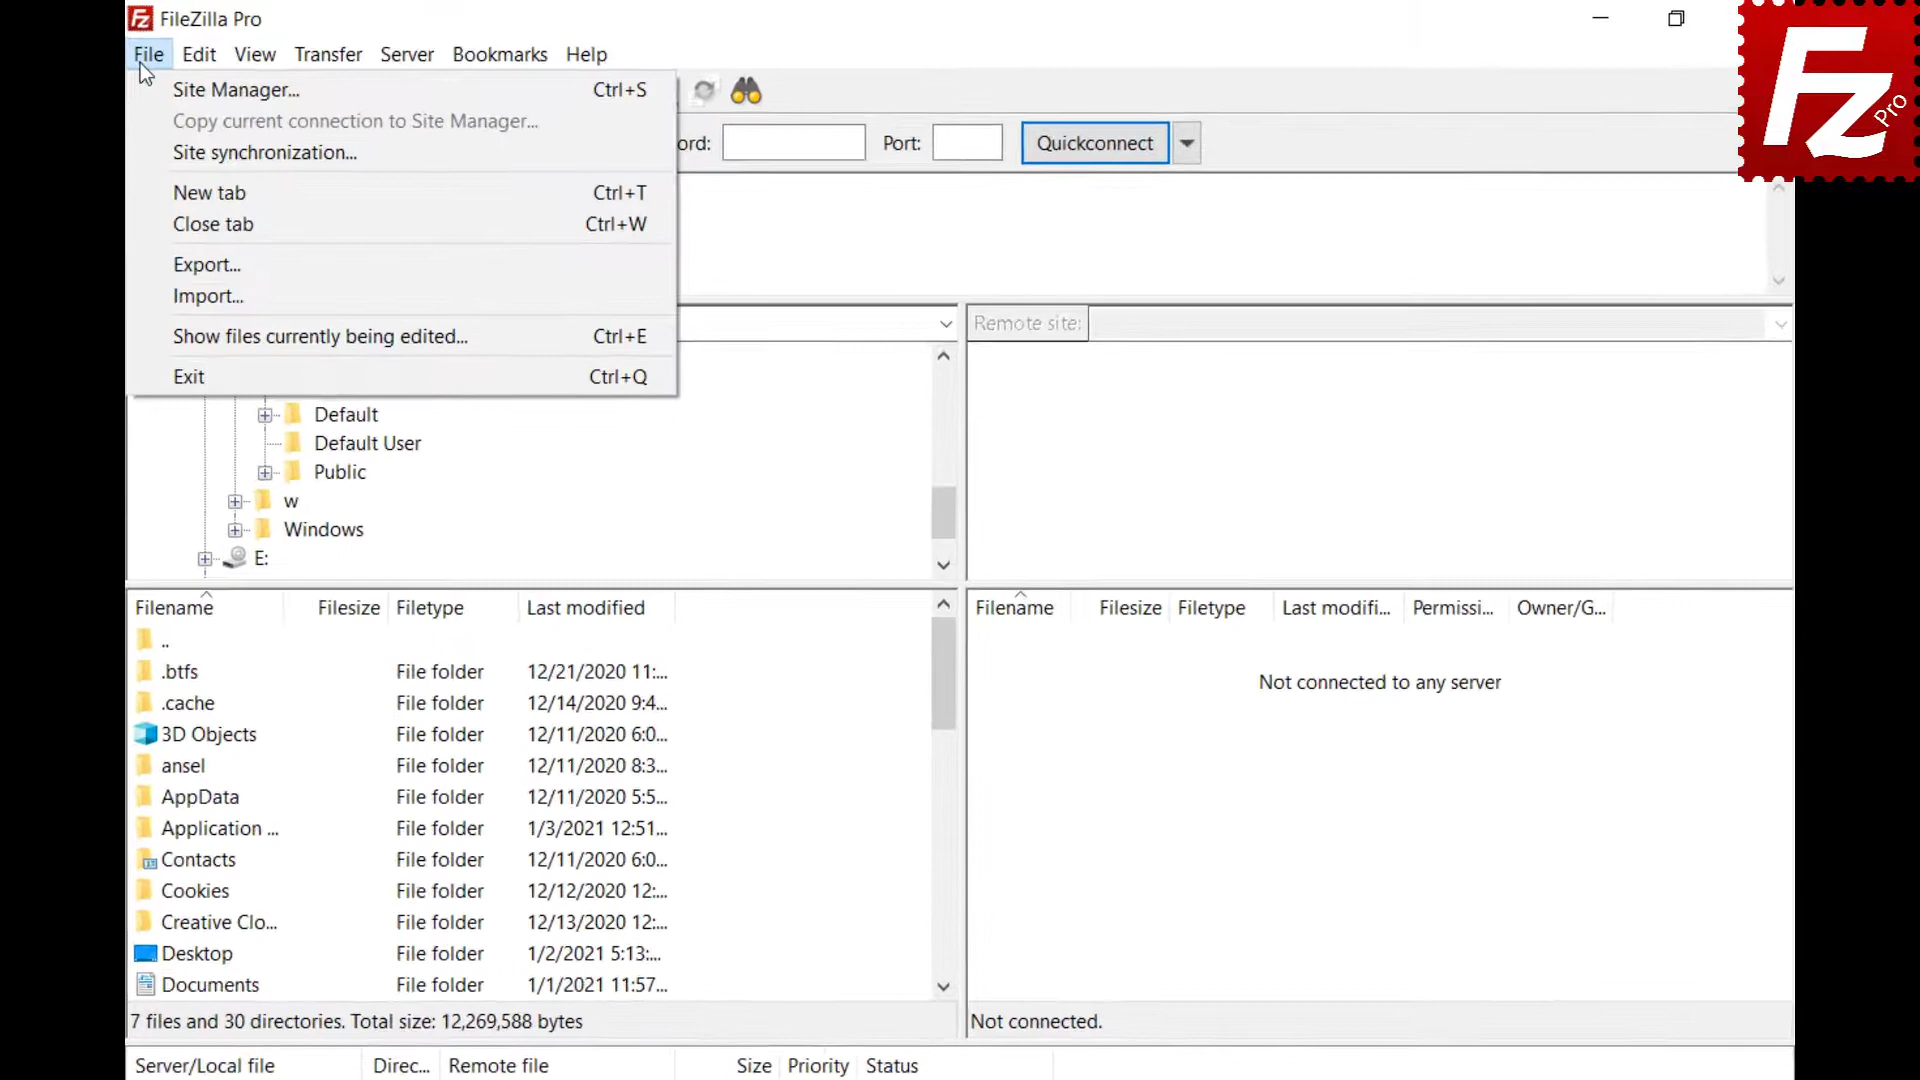 FileZilla Pro
File Edit View Transfer Server Bookmarks Help
Site Manager... Ctrl+S
Copy current connection to Site Manager...
Site synchronization...
New tab Ctrl+T
Close tab Ctrl+W
Export...
Import...
Show files currently being edited... Ctrl+E
Exit Ctrl+Q
ord: Port: Quickconnect
Fz Pro
Remote site:
Default
Default User
Public
w
Windows
E:
Filename Filesize Filetype Last modified
..
.btfs File folder 12/21/2020 11:...
.cache File folder 12/14/2020 9:4...
3D Objects File folder 12/11/2020 6:0...
ansel File folder 12/11/2020 8:3...
AppData File folder 12/11/2020 5:5...
Application ... File folder 1/3/2021 12:51...
Contacts File folder 12/11/2020 6:0...
Cookies File folder 12/12/2020 12:...
Creative Clo... File folder 12/13/2020 12:...
Desktop File folder 1/2/2021 5:13:...
Documents File folder 1/1/2021 11:57...
7 files and 30 directories. Total size: 12,269,588 bytes
Filename Filesize Filetype Last modifi... Permissi... Owner/G...
Not connected to any server
Not connected.
Server/Local file Direc... Remote file Size Priority Status